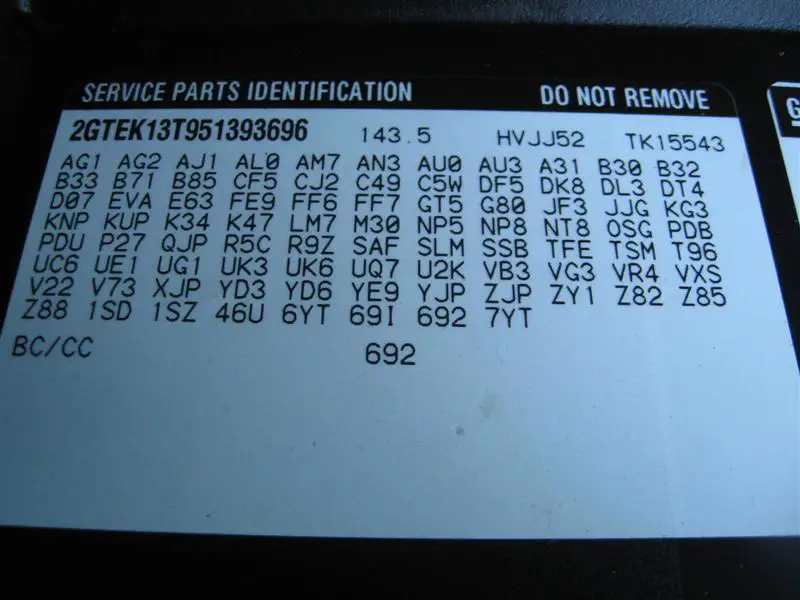 SERVICE PARTS IDENTIFICATION DO NOT REMOVE
2GTEK13T951393696 143.5 HVJJ52 TK15543
AG1 AG2 AJ1 AL0 AM7 AN3 AU0 AU3 A31 B30 B32
B33 B71 B85 CF5 CJ2 C49 C5W DF5 DK8 DL3 DT4
D07 EVA E63 FE9 FF6 FF7 GT5 G80 JF3 JJG KG3
KNP KUP K34 K47 LM7 M30 NP5 NP8 NT8 OSG PDB
PDU P27 QJP R5C R9Z SAF SLM SSB TFE TSM T96
UC6 UE1 UG1 UK3 UK6 UQ7 U2K VB3 VG3 VR4 VXS
V22 V73 XJP YD3 YD6 YE9 YJP ZJP ZY1 Z82 Z85
Z88 1SD 1SZ 46U 6YT 69I 692 7YT
BC/CC 692